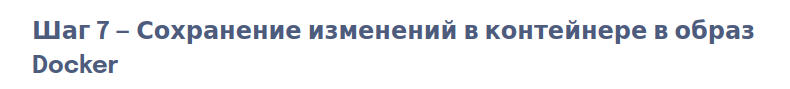 Шаг 7 – Сохранение изменений в контейнере в образ
Docker